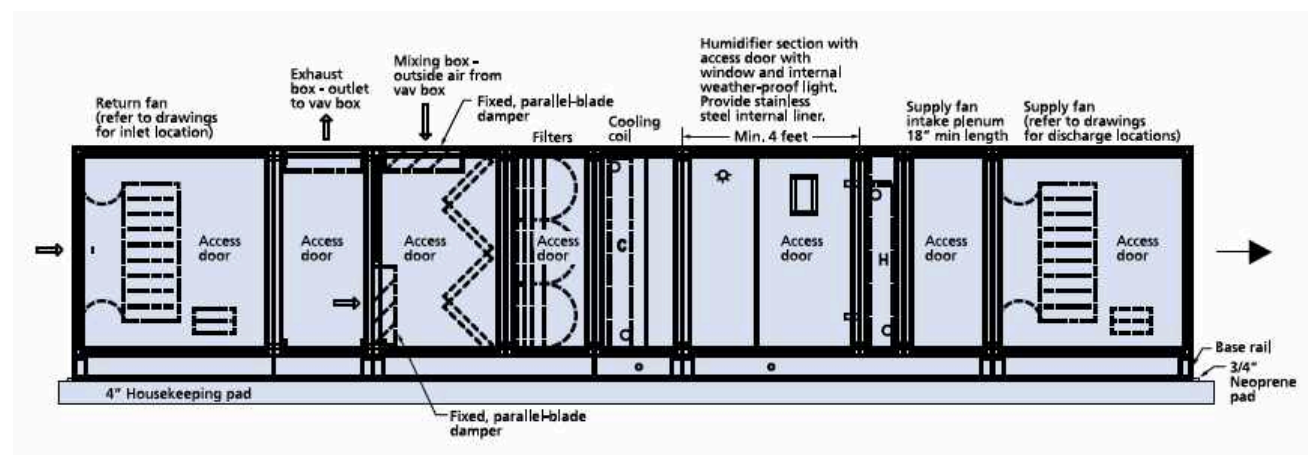 Return fan
(refer to drawings
for inlet location)
Exhaust
box - outlet
to vav box
Mixing box -
outside air from
vav box
Fixed, parallel-blade
damper
Filters
Cooling
coil
Humidifier section with
access door with
window and internal
weather-proof light.
Provide stainless
steel internal liner.
Min. 4 feet
Supply fan
intake plenum
18" min length
Supply fan
(refer to drawings
for discharge locations)
Access
door
Access
door
Access
door
Access
door
C
Access
door
H
Access
door
Access
door
Base rail
3/4"
Neoprene
pad
4" Housekeeping pad
Fixed, parallel-blade
damper